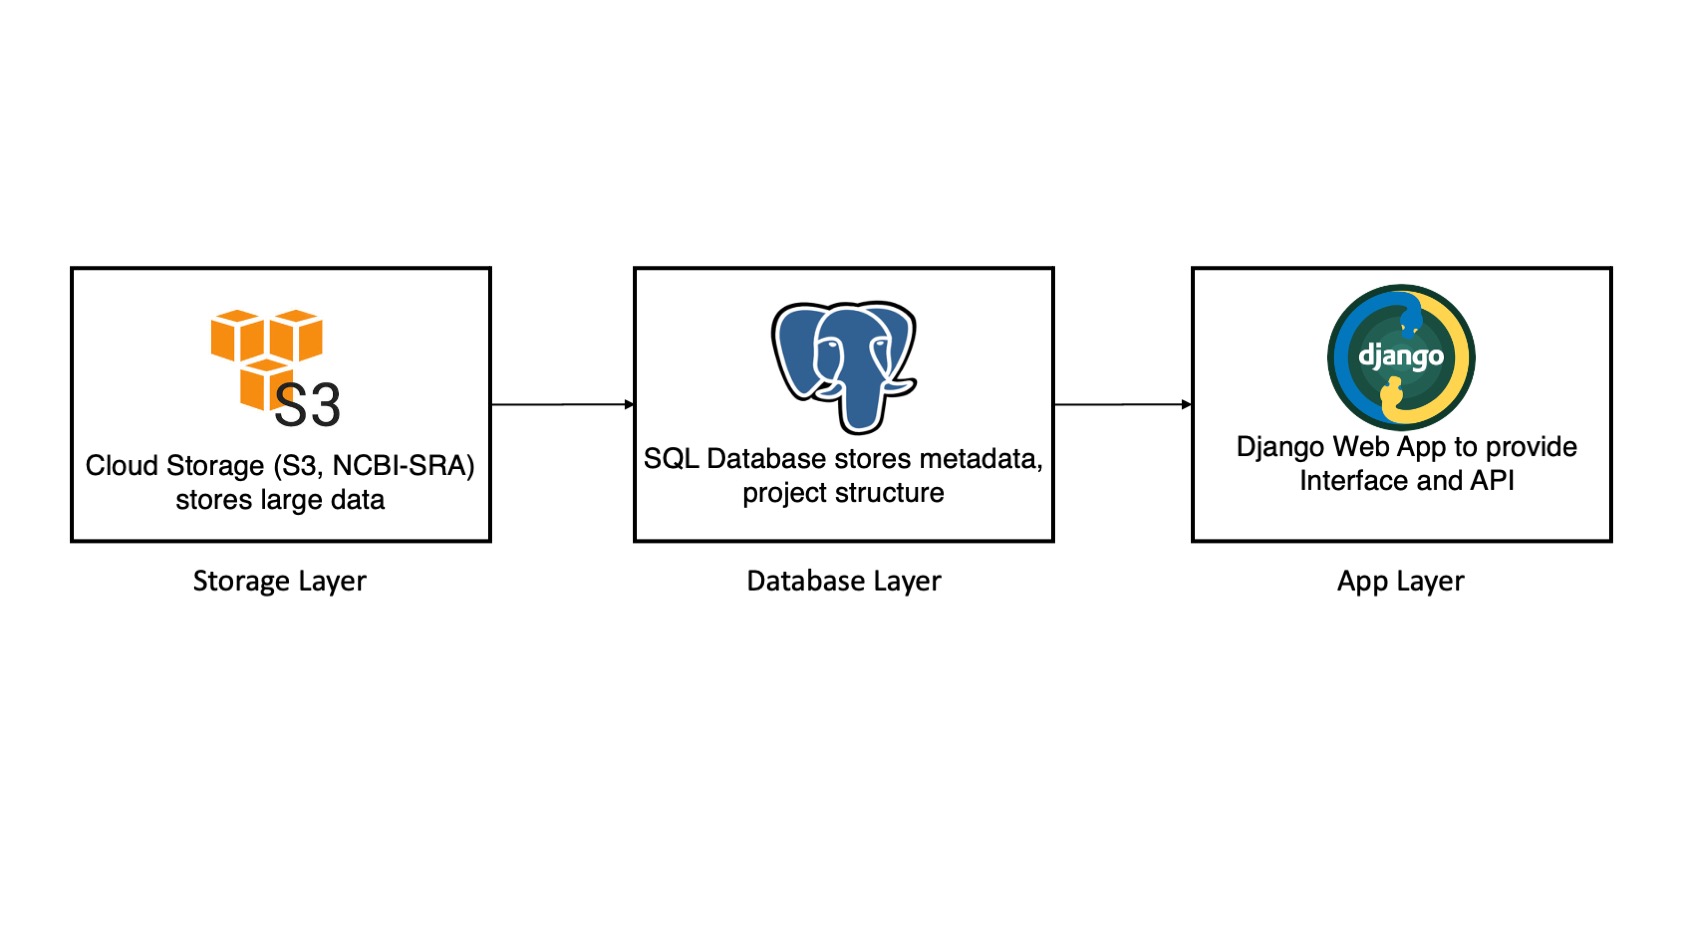 S3
Cloud Storage (S3, NCBI-SRA)
stores large data
Storage Layer
SQL Database stores metadata,
project structure
Database Layer
django
Django Web App to provide
Interface and API
App Layer